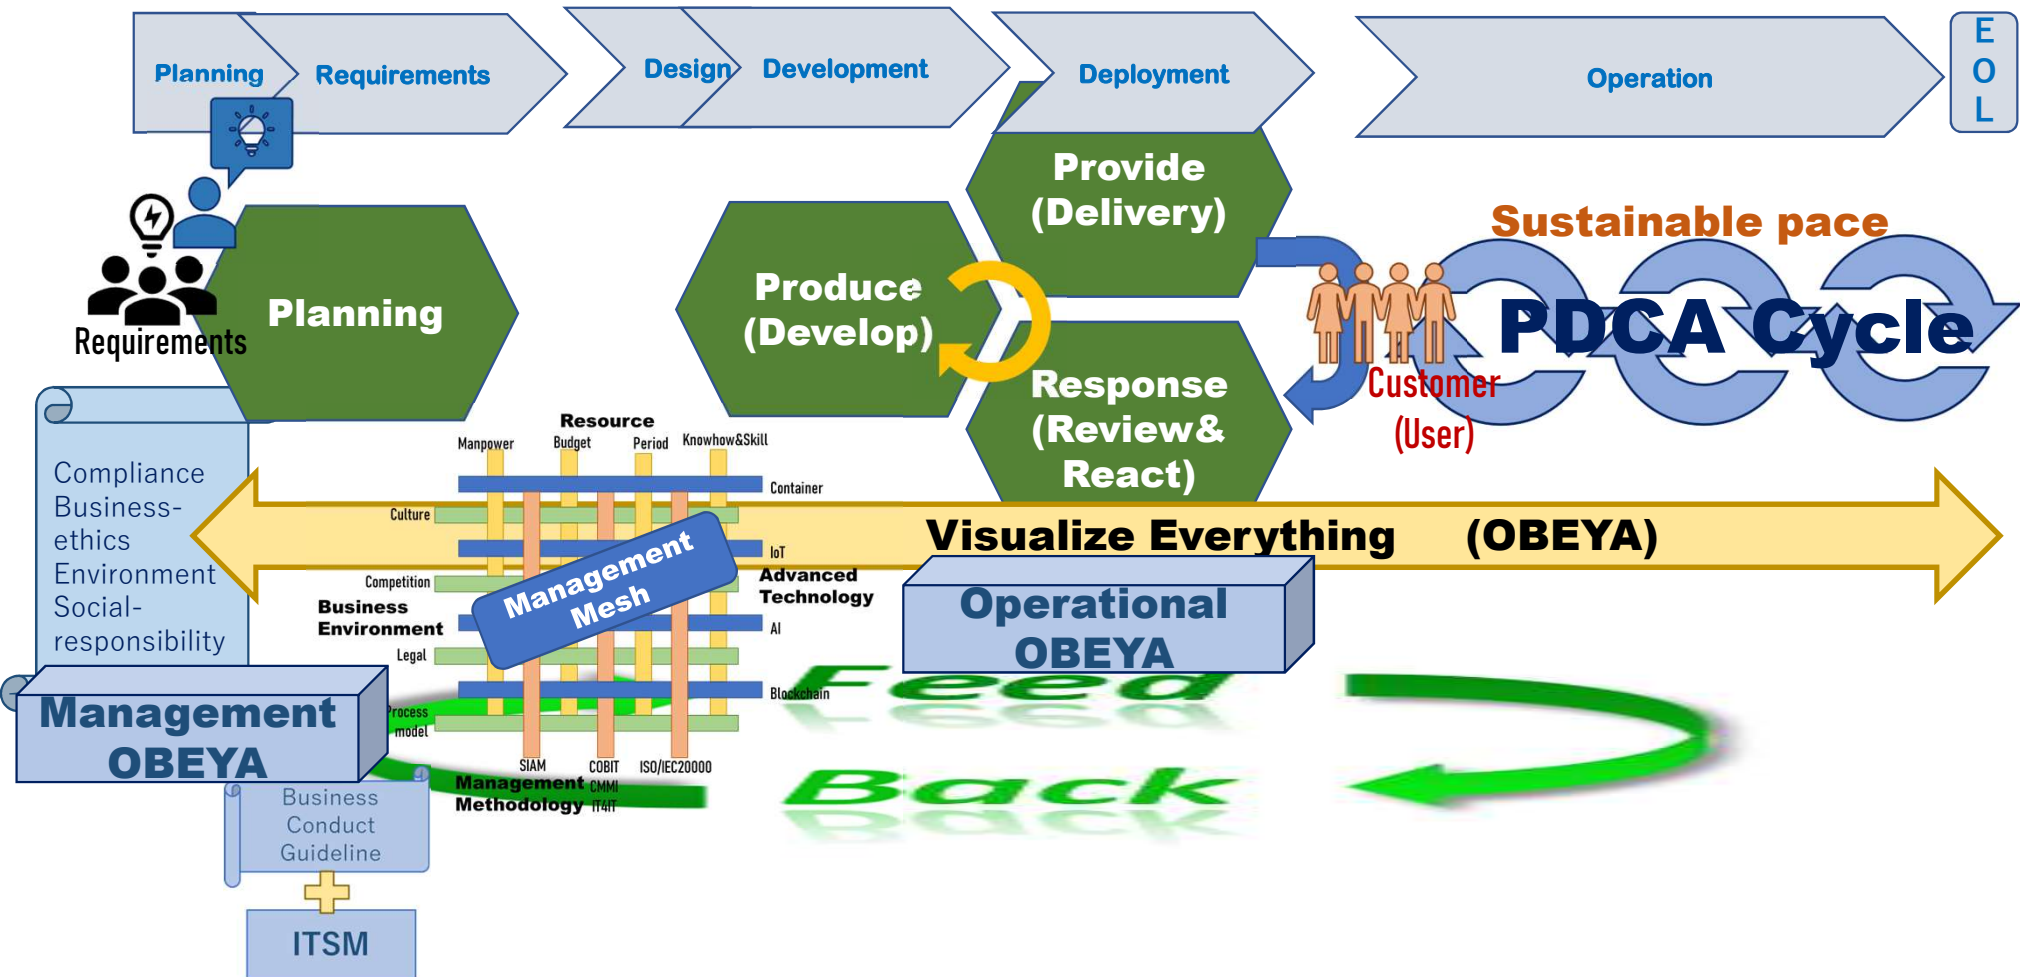 Planning
Requirements
Design
Development
Deployment
Operation
E
O
L
Requirements
Planning
Produce
(Develop)
Provide
(Delivery)
Response
(Review&
React)
Sustainable pace
PDCA Cycle
Customer
(User)
Compliance
Business-
ethics
Environment
Social-
responsibility
Resource
Manpower
Budget
Period
Knowhow&Skill
Container
Culture
IoT
Competition
Advanced
Technology
Business
Environment
AI
Legal
Blockchain
Process
model
Management
Mesh
SIAM
COBIT
ISO/IEC20000
CMMI
IT4IT
Management
Methodology
Visualize Everything (OBEYA)
Operational
OBEYA
Management
OBEYA
Feed
Back
Business
Conduct
Guideline
ITSM